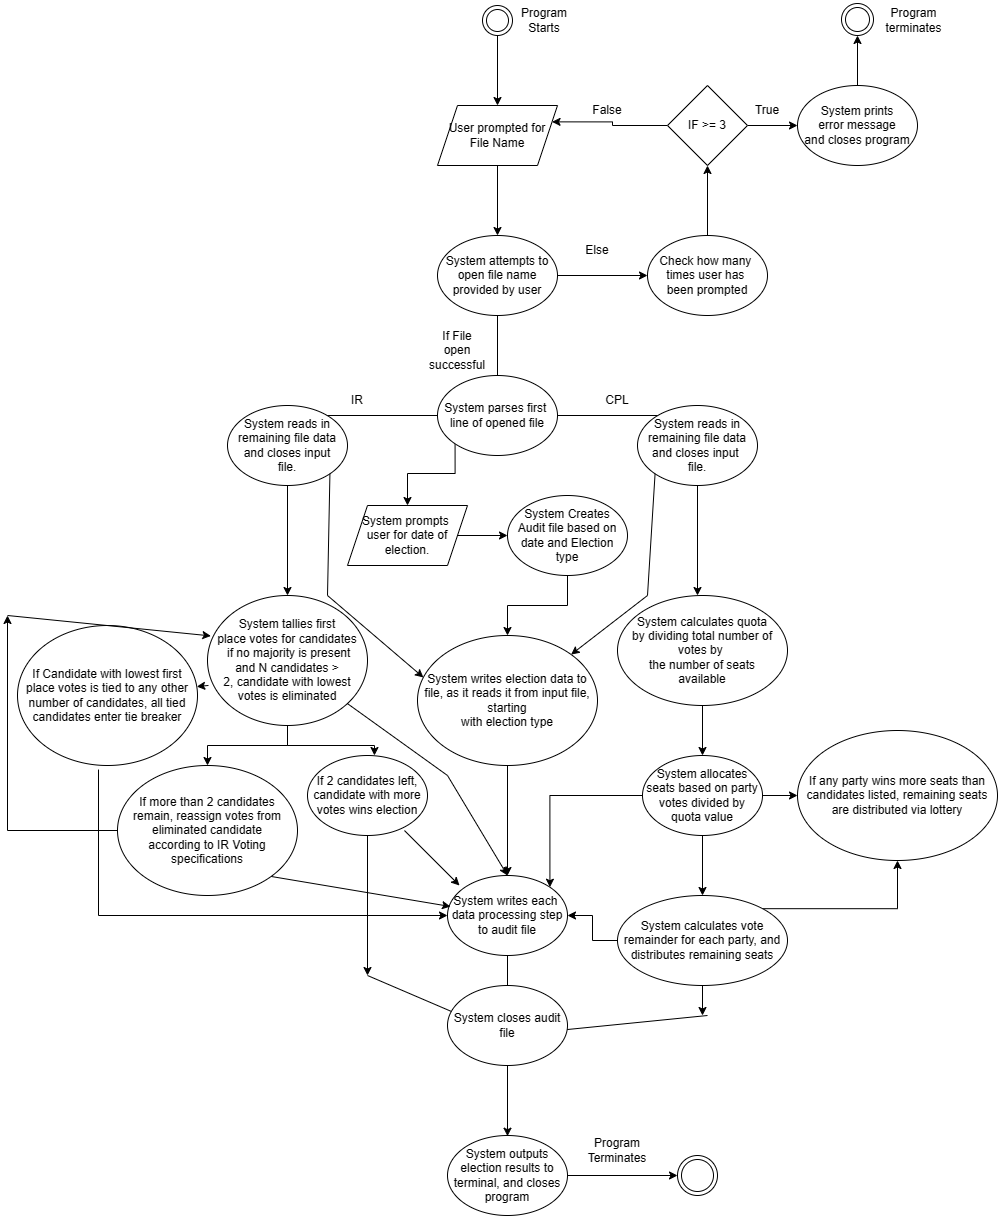 Program
Starts
Program
terminates
User prompted for
File Name
False
IF >= 3
True
System prints
error message
and closes program
System attempts to
open file name
provided by user
Else
Check how many
times user has
been prompted
If File
open
successful
IR
System parses first
line of opened file
CPL
System reads in
remaining file data
and closes input
file.
System reads in
remaining file data
and closes input
file.
System prompts
user for date of
election.
System Creates
Audit file based on
date and Election
type
System tallies first
place votes for candidates
if no majority is present
and N candidates >
2, candidate with lowest
votes is eliminated
System calculates quota
by dividing total number of
votes by
the number of seats
available
If Candidate with lowest first
place votes is tied to any other
number of candidates, all tied
candidates enter tie breaker
System writes election data to
file, as it reads it from input file,
starting
with election type
If more than 2 candidates
remain, reassign votes from
eliminated candidate
according to IR Voting
specifications
If 2 candidates left,
candidate with more
votes wins election
System allocates
seats based on party
votes divided by
quota value
If any party wins more seats than
candidates listed, remaining seats
are distributed via lottery
System writes each
data processing step
to audit file
System calculates vote
remainder for each party, and
distributes remaining seats
System closes audit
file
System outputs
election results to
terminal, and closes
program
Program
Terminates